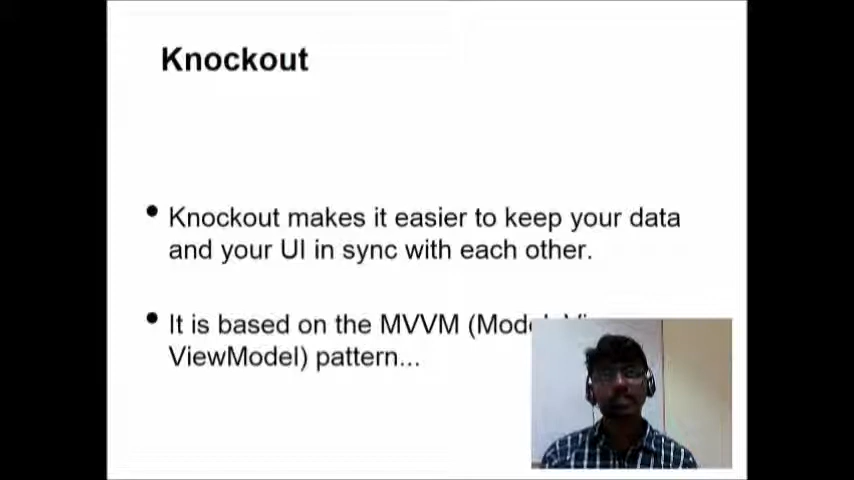 Knockout
• Knockout makes it easier to keep your data
and your UI in sync with each other.
• It is based on the MVVM (Model
ViewModel) pattern...